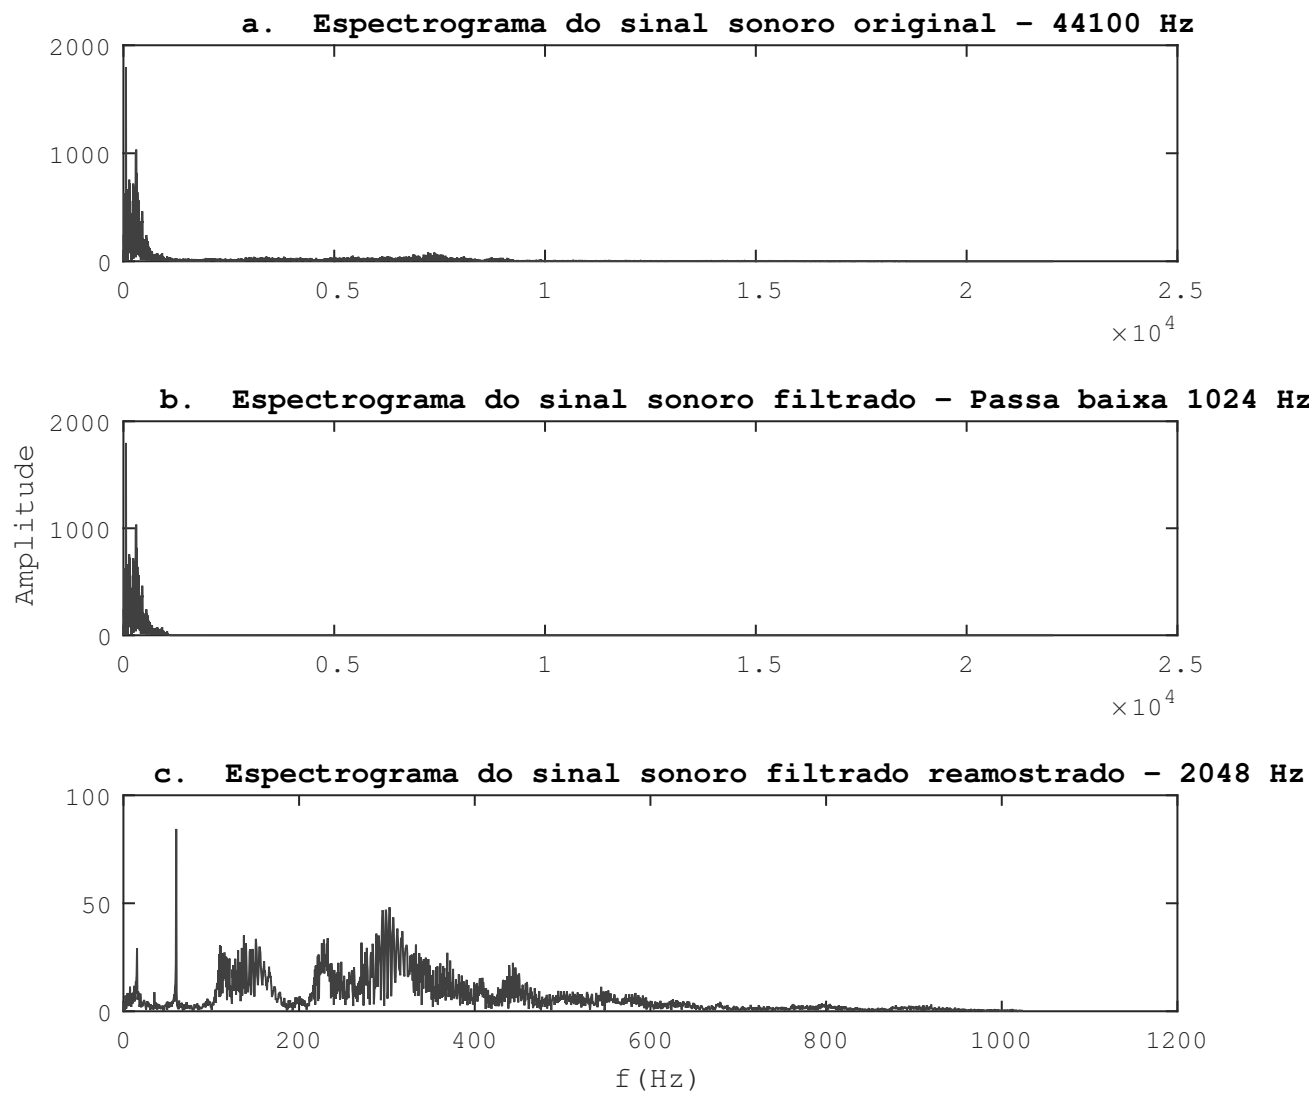 a.  Espectrograma do sinal sonoro original − 44100 Hz
2000
1000
0
0 0.5 1 1.5 2 2.5
×10^4
b.  Espectrograma do sinal sonoro filtrado − Passa baixa 1024 Hz
Amplitude
2000
1000
0
0 0.5 1 1.5 2 2.5
×10^4
c.  Espectrograma do sinal sonoro filtrado reamostrado − 2048 Hz
100
50
0
0 200 400 600 800 1000 1200
f(Hz)